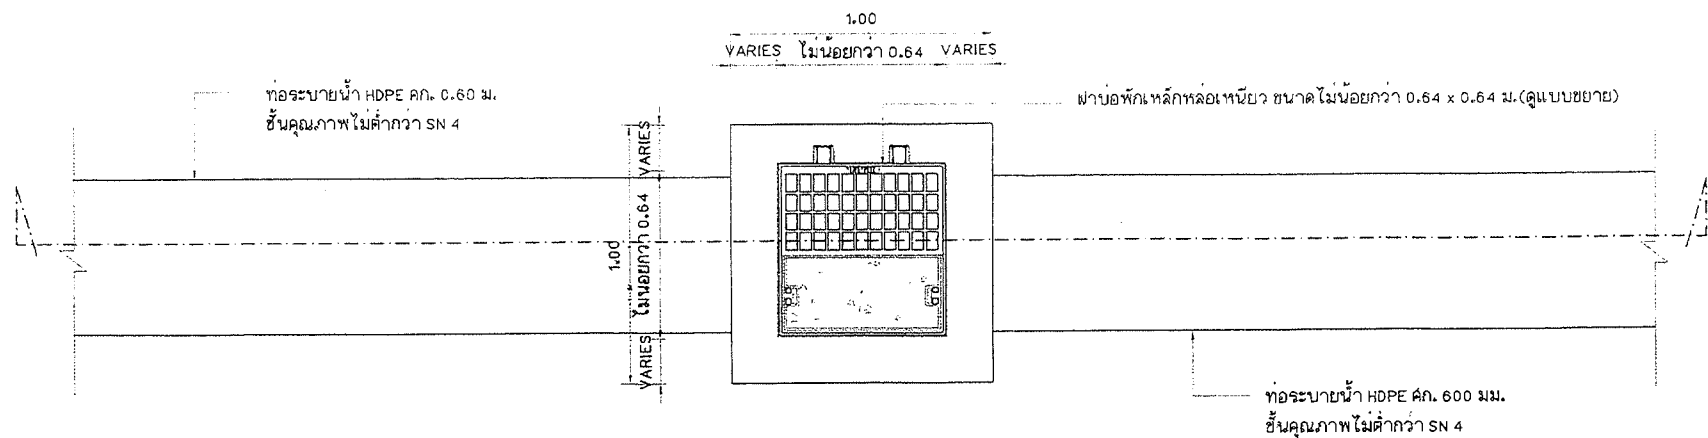 1.00
VARIES ไม่น้อยกว่า 0.64 VARIES
ท่อระบายน้ำ HDPE ศก. 0.60 ม.
ชั้นคุณภาพไม่ต่ำกว่า SN 4
ฝาบ่อพักเหล็กหล่อเหนียว ขนาดไม่น้อยกว่า 0.64 x 0.64 ม.(ดูแบบขยาย)
VARIES
1.00
ไม่น้อยกว่า 0.64
VARIES
ท่อระบายน้ำ HDPE ศก. 600 มม.
ชั้นคุณภาพไม่ต่ำกว่า SN 4